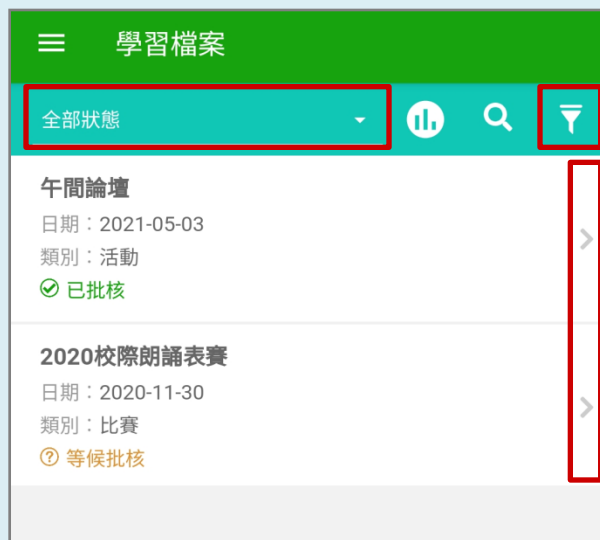 學習檔案
全部狀態
午間論壇
日期：2021-05-03
類別：活動
已批核
2020校際朗誦表賽
日期：2020-11-30
類別：比賽
等候批核